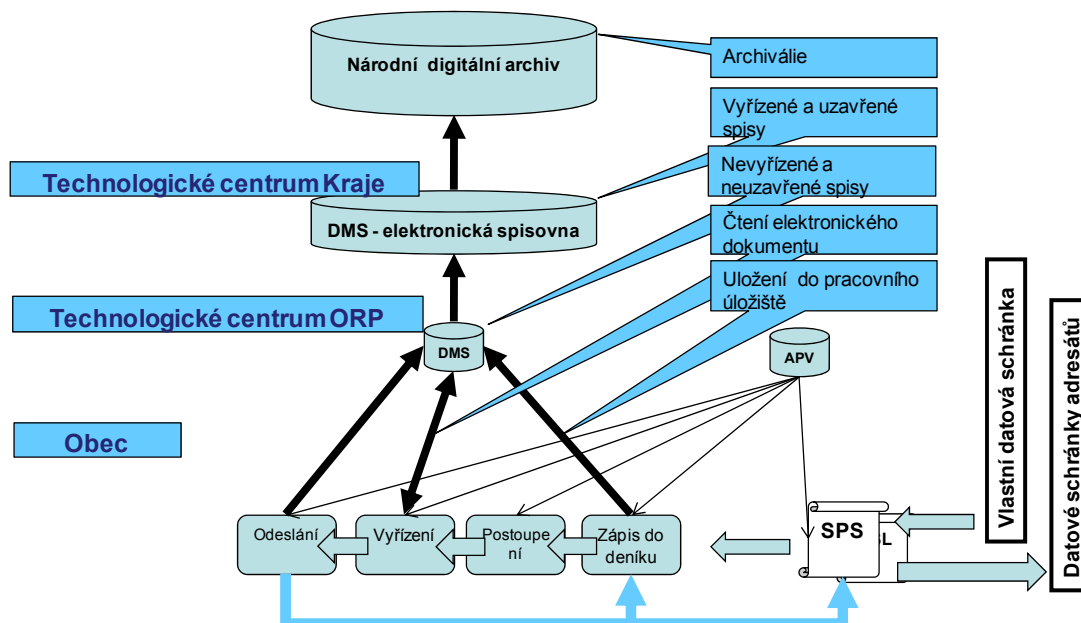 Národní digitální archiv
Archiválie
Vyřízené a uzavřené
spisy
Technologické centrum Kraje
Nevyřízené a
neuzavřené spisy
DMS - elektronická spisovna
Čtení elektronického
dokumentu
Uložení do pracovního
úložiště
Technologické centrum ORP
DMS
APV
Vlastní datová schránka
Datové schránky adresátů
Obec
Odeslání
Vyřízení
Postoupe
ní
Zápis do
deníku
SPS